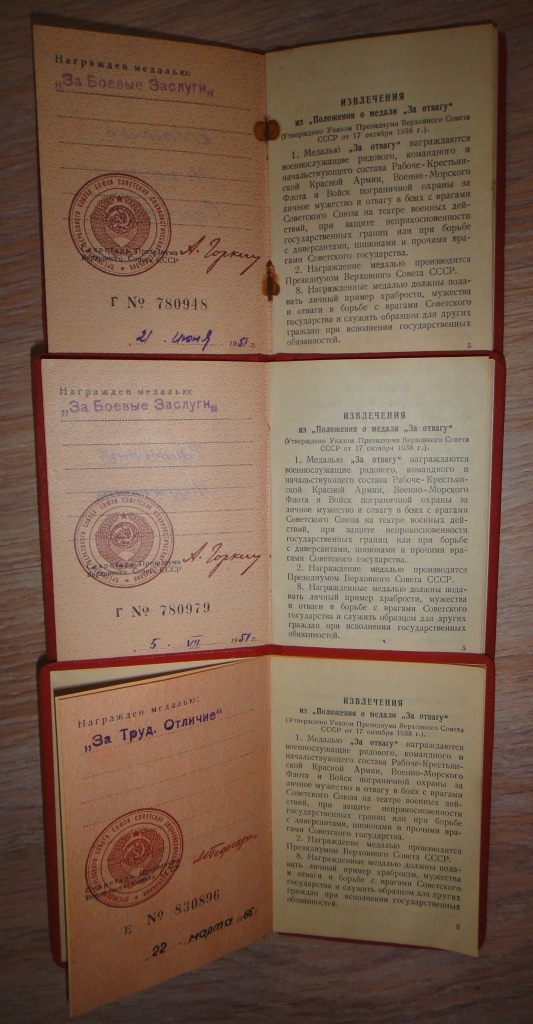 Награжден медалью:
„За Боевые Заслуги„
Секретарь Президиума
Верховного Совета СССР
А. Горкин
Г № 780948
21 июня 1951 г.
ИЗВЛЕЧЕНИЯ
из „Положения о медали „За отвагу“
(Утверждено Указом Президиума Верховного Совета
СССР от 17 октября 1938 г.).
1. Медалью „За отвагу“ награждаются
военнослужащие рядового, командного и
начальствующего состава Рабоче-Крестьян-
ской Красной Армии, Военно-Морского
Флота и Войск пограничной охраны за
личное мужество и отвагу в боях с врагами
Советского Союза на театре военных дей-
ствий, при защите неприкосновенности
государственных границ или при борьбе
с диверсантами, шпионами и прочими вра-
гами Советского государства.
2. Награждение медалью производится
Президиумом Верховного Совета СССР.
8. Награжденные медалью должны пода-
вать личный пример храбрости, мужества
и отваги в борьбе с врагами Советского
государства и служить образцом для других
граждан при исполнении государственных
обязанностей.
5
Награжден медалью:
„За Боевые Заслуги„
Секретарь Президиума
Верховного Совета СССР
А. Горкин
Г № 780979
5 VII 1951 г.
ИЗВЛЕЧЕНИЯ
из „Положения о медали „За отвагу“
(Утверждено Указом Президиума Верховного Совета
СССР от 17 октября 1938 г.).
1. Медалью „За отвагу“ награждаются
военнослужащие рядового, командного и
начальствующего состава Рабоче-Крестьян-
ской Красной Армии, Военно-Морского
Флота и Войск пограничной охраны за
личное мужество и отвагу в боях с врагами
Советского Союза на театре военных дей-
ствий, при защите неприкосновенности
государственных границ или при борьбе
с диверсантами, шпионами и прочими вра-
гами Советского государства.
2. Награждение медалью производится
Президиумом Верховного Совета СССР.
8. Награжденные медалью должны пода-
вать личный пример храбрости, мужества
и отваги в борьбе с врагами Советского
государства и служить образцом для других
граждан при исполнении государственных
обязанностей.
5
Награжден медалью:
„За Труд. Отличие“
Секретарь Президиума
Верховного Совета СССР
Е № 830896
22 марта 1966 г.
ИЗВЛЕЧЕНИЯ
из „Положения о медали „За отвагу“
(Утверждено Указом Президиума Верховного Совета
СССР от 17 октября 1938 г.).
1. Медалью „За отвагу“ награждаются
военнослужащие рядового, командного и
начальствующего состава Рабоче-Крестьян-
ской Красной Армии, Военно-Морского
Флота и Войск пограничной охраны за
личное мужество и отвагу в боях с врагами
Советского Союза на театре военных дей-
ствий, при защите неприкосновенности
государственных границ или при борьбе
с диверсантами, шпионами и прочими вра-
гами Советского государства.
2. Награждение медалью производится
Президиумом Верховного Совета СССР.
8. Награжденные медалью должны пода-
вать личный пример храбрости, мужества
и отваги в борьбе с врагами Советского
государства и служить образцом для других
граждан при исполнении государственных
обязанностей.
5